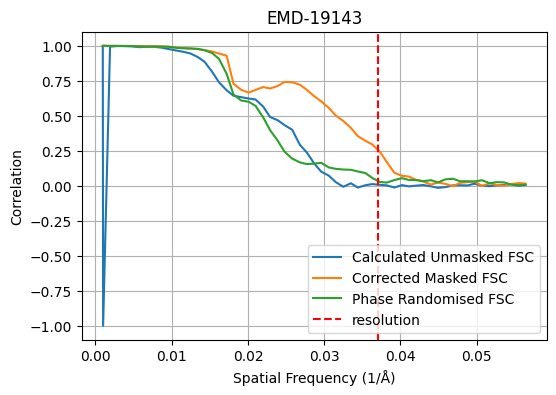 EMD-19143
1.00
0.75
0.50
0.25
0.00
−0.25
−0.50
−0.75
−1.00
Correlation
Calculated Unmasked FSC
Corrected Masked FSC
Phase Randomised FSC
resolution
0.00 0.01 0.02 0.03 0.04 0.05
Spatial Frequency (1/Å)